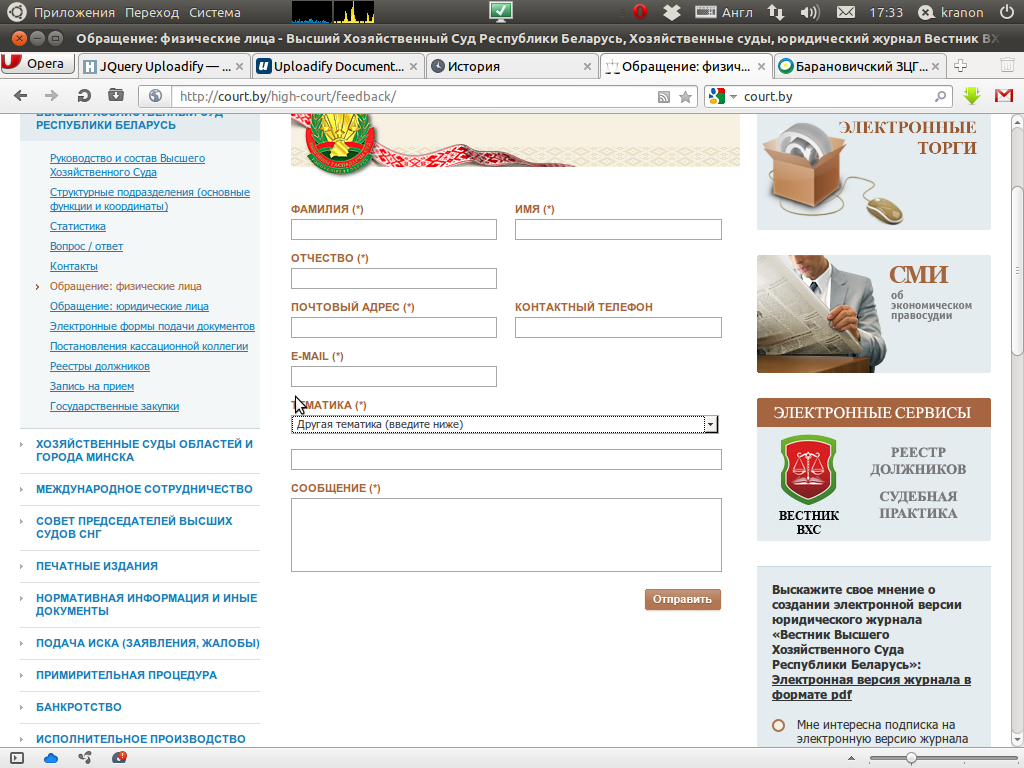 Приложения Переход Система
Англ
17:33
kranon
Обращение: физические лица - Высший Хозяйственный Суд Республики Беларусь, Хозяйственные суды, юридический журнал Вестник ВХ
Opera
JQuery Uploadify — ...
Uploadify Document...
История
Обращение: физич...
Барановичский ЗЦГ...
http://court.by/high-court/feedback/
court.by
ВЫСШИЙ ХОЗЯЙСТВЕННЫЙ СУД
РЕСПУБЛИКИ БЕЛАРУСЬ
Руководство и состав Высшего
Хозяйственного Суда
Структурные подразделения (основные
функции и координаты)
Статистика
Вопрос / ответ
Контакты
Обращение: физические лица
Обращение: юридические лица
Электронные формы подачи документов
Постановления кассационной коллегии
Реестры должников
Запись на прием
Государственные закупки
ХОЗЯЙСТВЕННЫЕ СУДЫ ОБЛАСТЕЙ И
ГОРОДА МИНСКА
МЕЖДУНАРОДНОЕ СОТРУДНИЧЕСТВО
СОВЕТ ПРЕДСЕДАТЕЛЕЙ ВЫСШИХ
СУДОВ СНГ
ПЕЧАТНЫЕ ИЗДАНИЯ
НОРМАТИВНАЯ ИНФОРМАЦИЯ И ИНЫЕ
ДОКУМЕНТЫ
ПОДАЧА ИСКА (ЗАЯВЛЕНИЯ, ЖАЛОБЫ)
ПРИМИРИТЕЛЬНАЯ ПРОЦЕДУРА
БАНКРОТСТВО
ИСПОЛНИТЕЛЬНОЕ ПРОИЗВОДСТВО
ФАМИЛИЯ (*)
ИМЯ (*)
ОТЧЕСТВО (*)
ПОЧТОВЫЙ АДРЕС (*)
КОНТАКТНЫЙ ТЕЛЕФОН
E-MAIL (*)
ТЕМАТИКА (*)
Другая тематика (введите ниже)
СООБЩЕНИЕ (*)
Отправить
ЭЛЕКТРОННЫЕ
ТОРГИ
СМИ
об
экономическом
правосудии
ЭЛЕКТРОННЫЕ СЕРВИСЫ
ВЕСТНИК
ВХС
РЕЕСТР
ДОЛЖНИКОВ
СУДЕБНАЯ
ПРАКТИКА
Выскажите свое мнение о
создании электронной версии
юридического журнала
«Вестник Высшего
Хозяйственного Суда
Республики Беларусь»:
Электронная версия журнала в
формате pdf
Мне интересна подписка на
электронную версию журнала